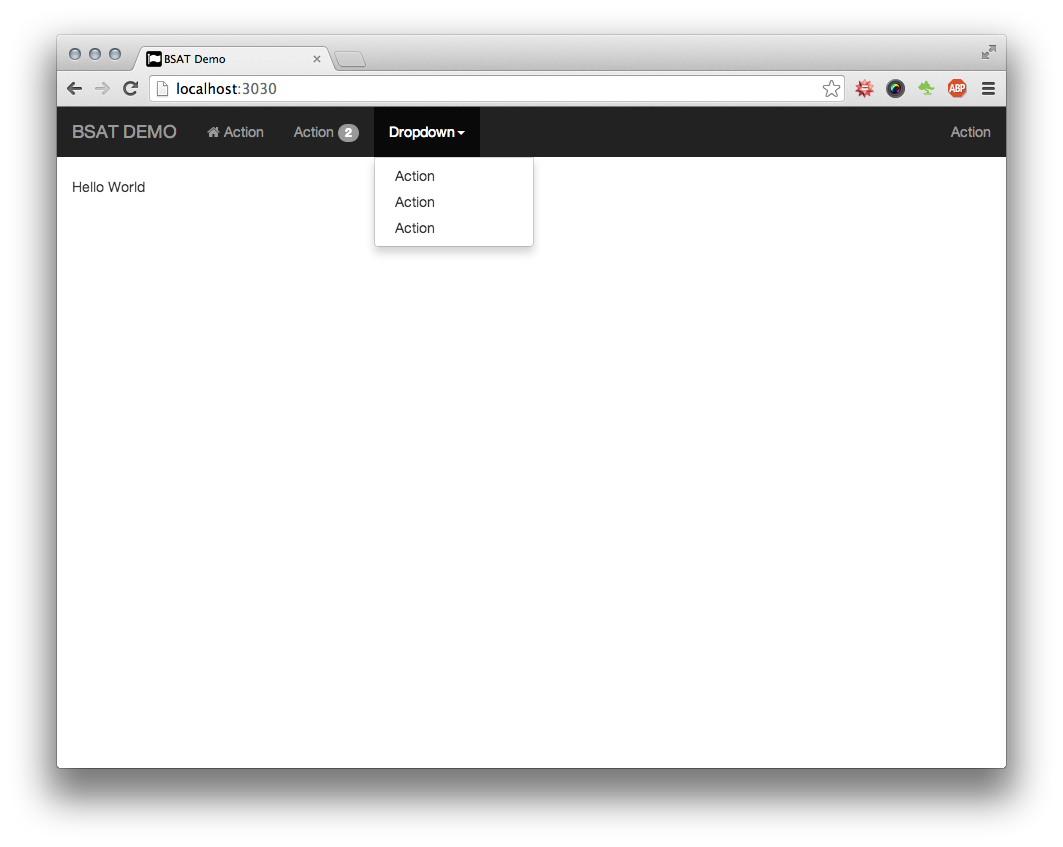 BSAT Demo
localhost:3030
ABP
BSAT DEMO Action Action 2 Dropdown Action
Hello World
Action
Action
Action